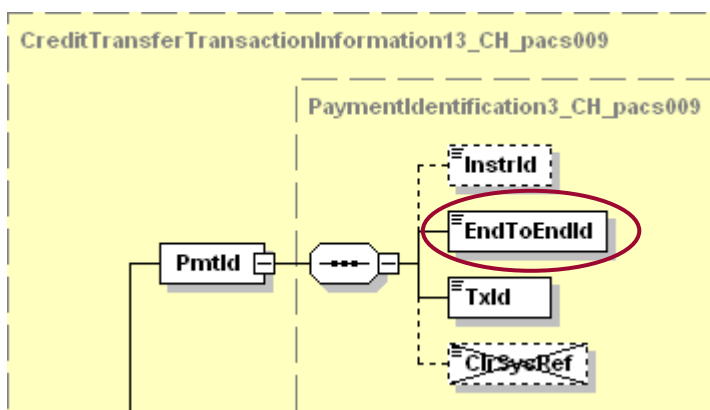 CreditTransferTransactionInformation13_CH_pacs009
PaymentIdentification3_CH_pacs009
InstrId
EndToEndId
PmtId
TxId
ClrSysRef